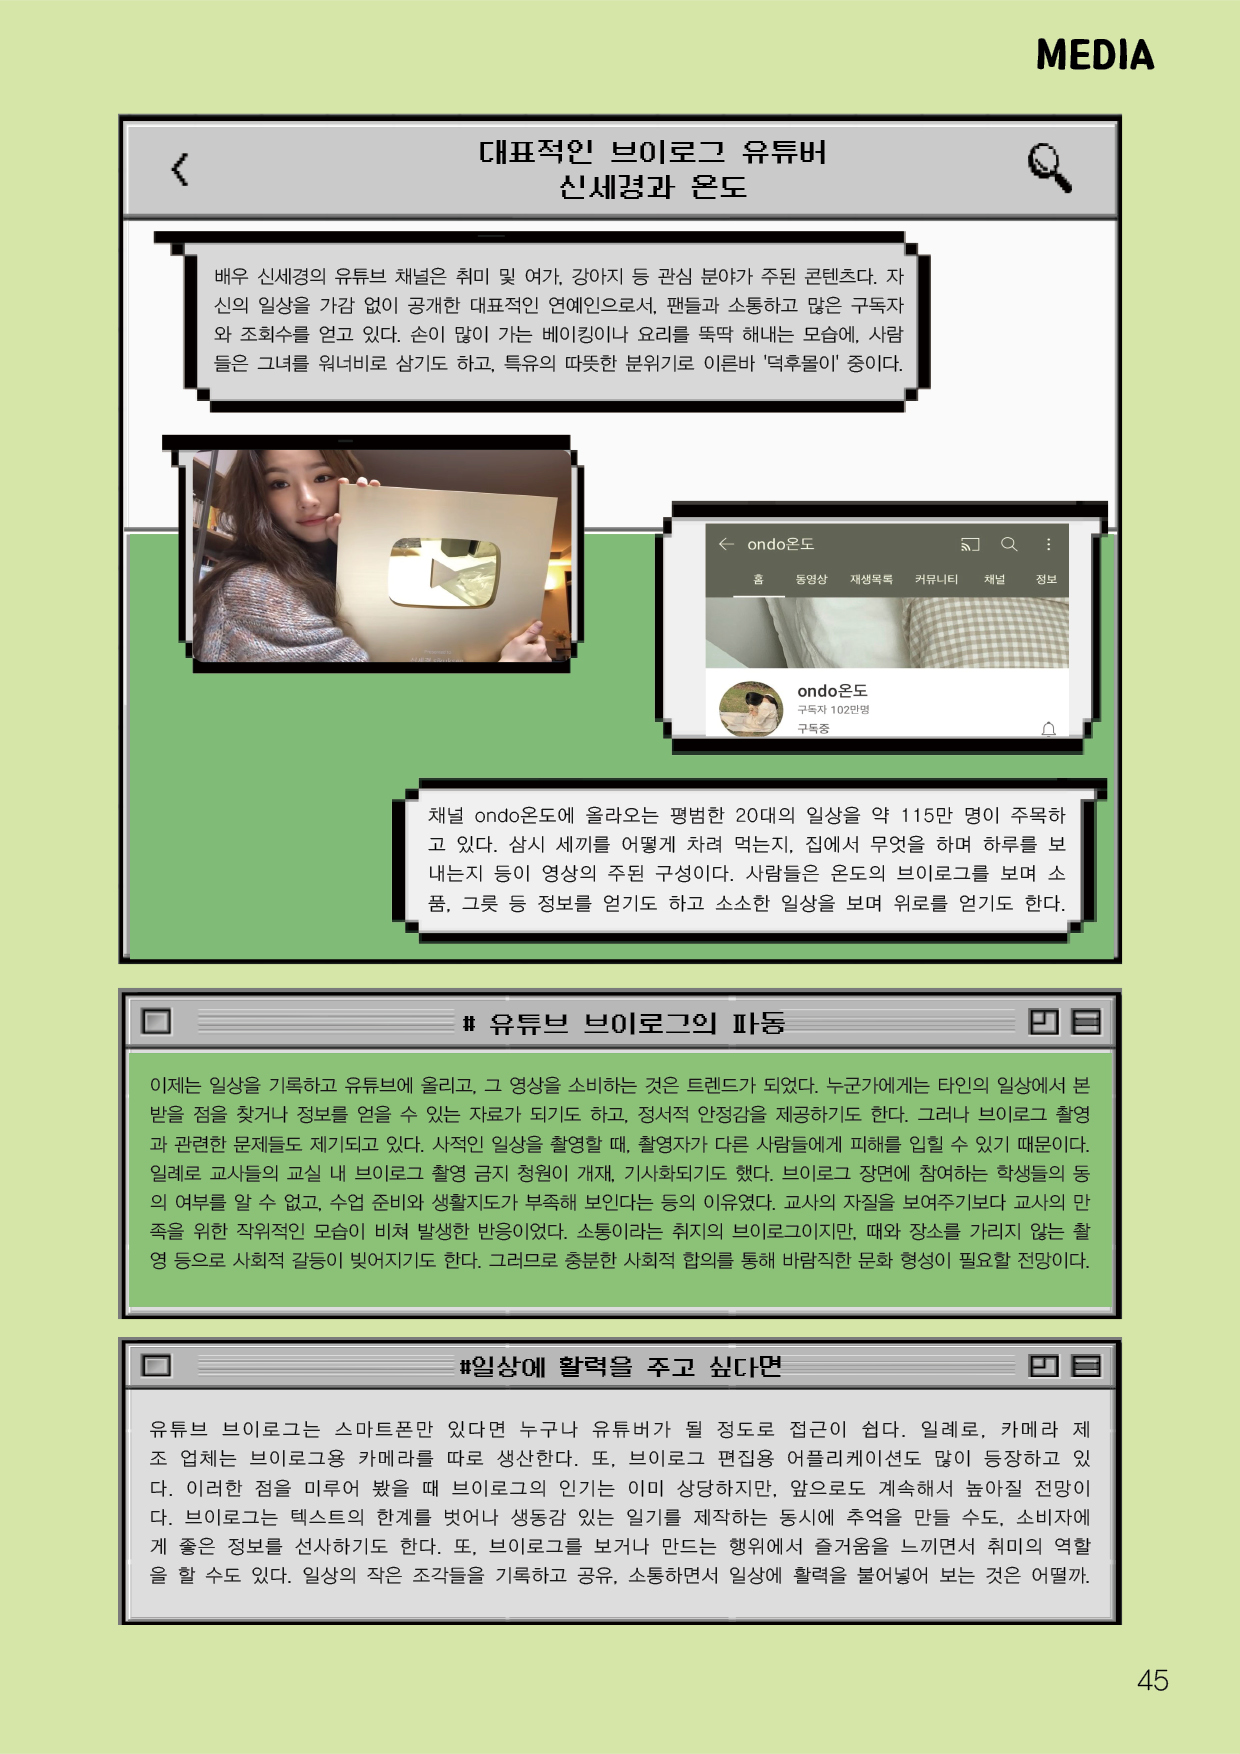 MEDIA
대표적인 브이로그 유튜버
신세경과 온도
배우 신세경의 유튜브 채널은 취미 및 여가, 강아지 등 관심 분야가 주된 콘텐츠다. 자
신의 일상을 가감 없이 공개한 대표적인 연예인으로서, 팬들과 소통하고 많은 구독자
와 조회수를 얻고 있다. 손이 많이 가는 베이킹이나 요리를 뚝딱 해내는 모습에, 사람
들은 그녀를 워너비로 삼기도 하고, 특유의 따뜻한 분위기로 이른바 '덕후몰이' 중이다.
ondo온도
홈 동영상 재생목록 커뮤니티 채널 정보
ondo온도
구독자 102만명
구독중
채널 ondo온도에 올라오는 평범한 20대의 일상을 약 115만 명이 주목하
고 있다. 삼시 세끼를 어떻게 차려 먹는지, 집에서 무엇을 하며 하루를 보
내는지 등이 영상의 주된 구성이다. 사람들은 온도의 브이로그를 보며 소
품, 그릇 등 정보를 얻기도 하고 소소한 일상을 보며 위로를 얻기도 한다.
# 유튜브 브이로그의 파동
이제는 일상을 기록하고 유튜브에 올리고, 그 영상을 소비하는 것은 트렌드가 되었다. 누군가에게는 타인의 일상에서 본
받을 점을 찾거나 정보를 얻을 수 있는 자료가 되기도 하고, 정서적 안정감을 제공하기도 한다. 그러나 브이로그 촬영
과 관련한 문제들도 제기되고 있다. 사적인 일상을 촬영할 때, 촬영자가 다른 사람들에게 피해를 입힐 수 있기 때문이다.
일례로 교사들의 교실 내 브이로그 촬영 금지 청원이 개재, 기사화되기도 했다. 브이로그 장면에 참여하는 학생들의 동
의 여부를 알 수 없고, 수업 준비와 생활지도가 부족해 보인다는 등의 이유였다. 교사의 자질을 보여주기보다 교사의 만
족을 위한 작위적인 모습이 비쳐 발생한 반응이었다. 소통이라는 취지의 브이로그이지만, 때와 장소를 가리지 않는 촬
영 등으로 사회적 갈등이 빚어지기도 한다. 그러므로 충분한 사회적 합의를 통해 바람직한 문화 형성이 필요할 전망이다.
#일상에 활력을 주고 싶다면
유튜브 브이로그는 스마트폰만 있다면 누구나 유튜버가 될 정도로 접근이 쉽다. 일례로, 카메라 제
조 업체는 브이로그용 카메라를 따로 생산한다. 또, 브이로그 편집용 어플리케이션도 많이 등장하고 있
다. 이러한 점을 미루어 봤을 때 브이로그의 인기는 이미 상당하지만, 앞으로도 계속해서 높아질 전망이
다. 브이로그는 텍스트의 한계를 벗어나 생동감 있는 일기를 제작하는 동시에 추억을 만들 수도, 소비자에
게 좋은 정보를 선사하기도 한다. 또, 브이로그를 보거나 만드는 행위에서 즐거움을 느끼면서 취미의 역할
을 할 수도 있다. 일상의 작은 조각들을 기록하고 공유, 소통하면서 일상에 활력을 불어넣어 보는 것은 어떨까.
45